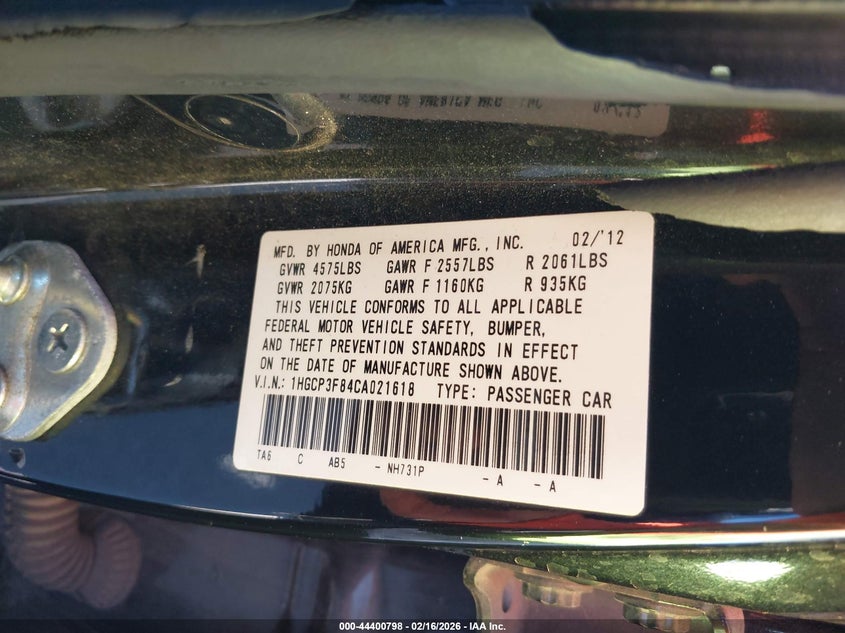 MFD. BY HONDA OF AMERICA MFG., INC. 02/'12
GVWR 4575LBS GAWR F 2557LBS R 2061LBS
GVWR 2075KG GAWR F 1160KG R 935KG
THIS VEHICLE CONFORMS TO ALL APPLICABLE
FEDERAL MOTOR VEHICLE SAFETY, BUMPER,
AND THEFT PREVENTION STANDARDS IN EFFECT
ON THE DATE OF MANUFACTURE SHOWN ABOVE.
V.I.N.: 1HGCP3F84CA021618 TYPE: PASSENGER CAR
TA6 C AB5 - NH731P - A - A
000-44400798 - 02/16/2026 - IAA Inc.